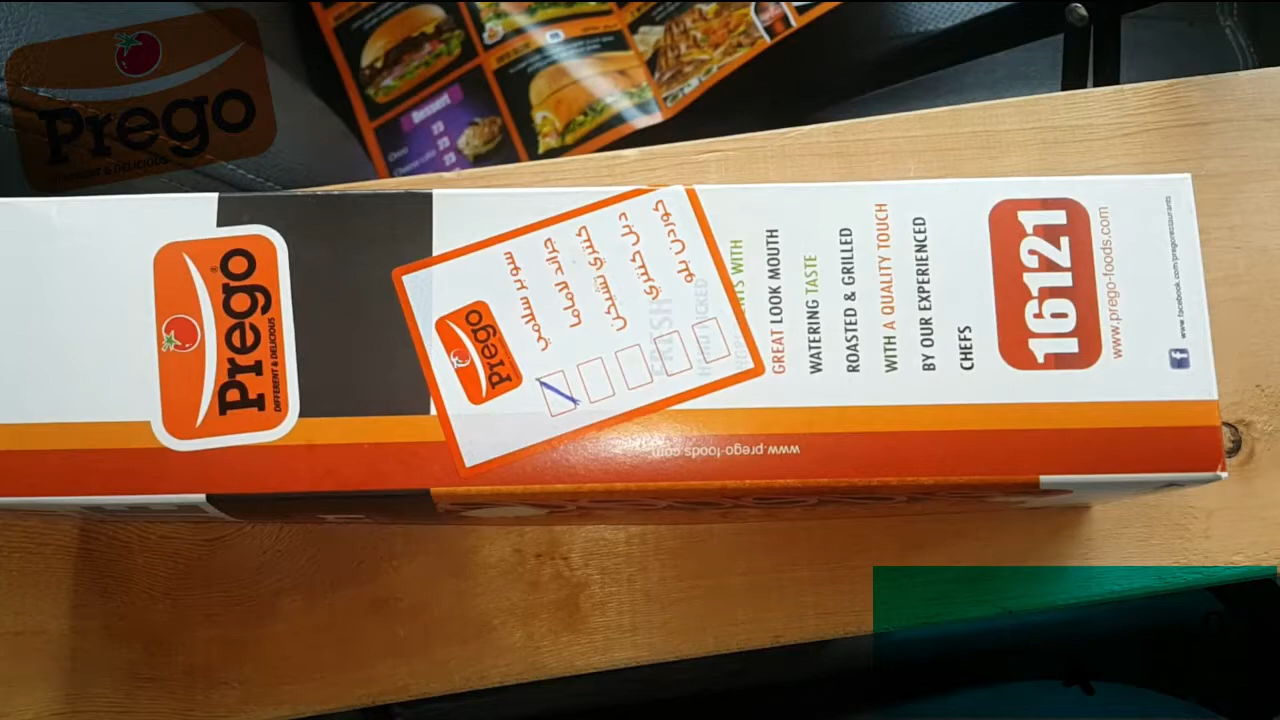 Prego
DIFFERENT & DELICIOUS
Dessert
23
23
23
Prego
®
DIFFERENT & DELICIOUS
Prego
سوبر سلامي
جراند لاماما
كنتري تشيكن
دبل كنتري
كوردن بلو
FRESH
HAND PICKED
WITH
GREAT LOOK MOUTH
WATERING TASTE
ROASTED & GRILLED
WITH A QUALITY TOUCH
BY OUR EXPERIENCED
CHEFS
16121
www.prego-foods.com
www.facebook.com/pregorestaurants
www.prego-foods.com